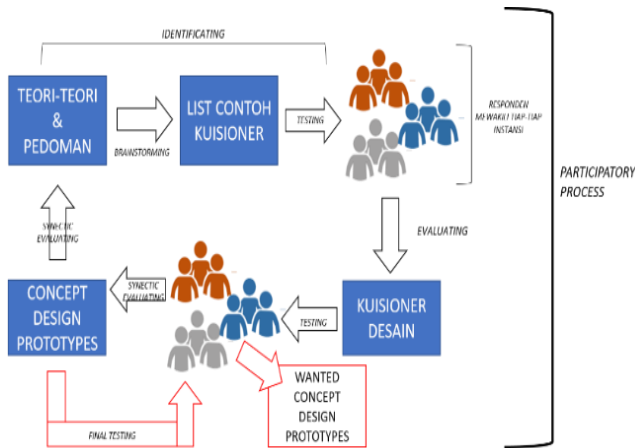 IDENTIFICATING
TEORI-TEORI
&
PEDOMAN
BRAINSTORMING
LIST CONTOH
KUISIONER
TESTING
RESPONDEN
MEWAKILI TIAP-TIAP
INSTANSI
PARTICIPATORY
PROCESS
SYNECTIC
EVALUATING
EVALUATING
CONCEPT
DESIGN
PROTOTYPES
SYNECTIC
EVALUATING
TESTING
KUISIONER
DESAIN
WANTED
CONCEPT
DESIGN
PROTOTYPES
FINAL TESTING